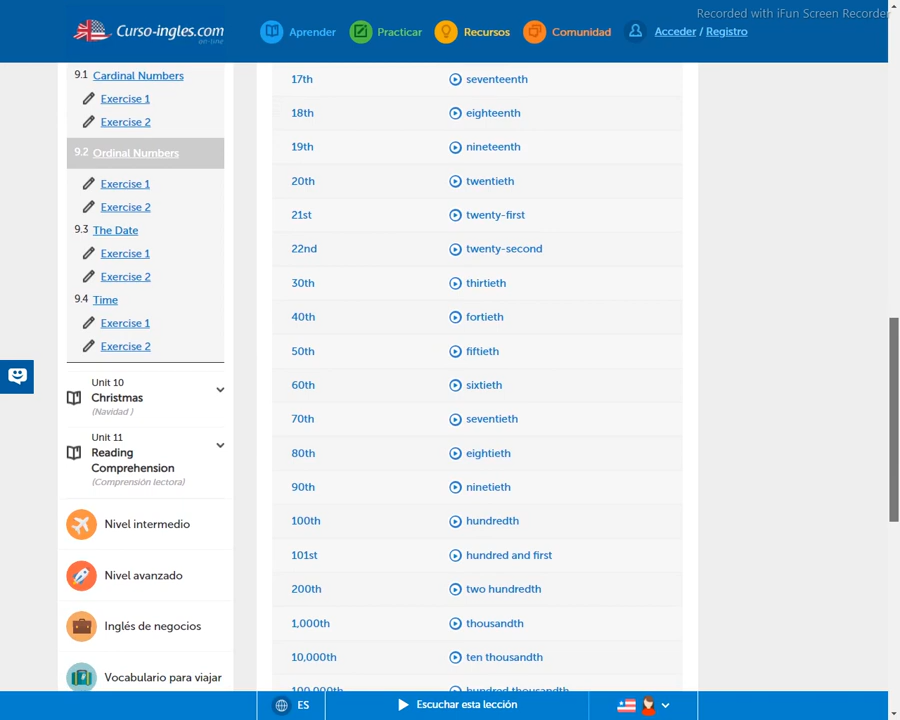 Recorded with iFun Screen Recorder
Curso-ingles.com
on-line
Aprender
Practicar
Recursos
Comunidad
Acceder / Registro
9.1 Cardinal Numbers
Exercise 1
Exercise 2
9.2 Ordinal Numbers
Exercise 1
Exercise 2
9.3 The Date
Exercise 1
Exercise 2
9.4 Time
Exercise 1
Exercise 2
Unit 10
Christmas
(Navidad )
Unit 11
Reading
Comprehension
(Comprensión lectora)
Nivel intermedio
Nivel avanzado
Inglés de negocios
Vocabulario para viajar
17th seventeenth
18th eighteenth
19th nineteenth
20th twentieth
21st twenty-first
22nd twenty-second
30th thirtieth
40th fortieth
50th fiftieth
60th sixtieth
70th seventieth
80th eightieth
90th ninetieth
100th hundredth
101st hundred and first
200th two hundredth
1,000th thousandth
10,000th ten thousandth
100,000th hundred thousandth
ES
Escuchar esta lección